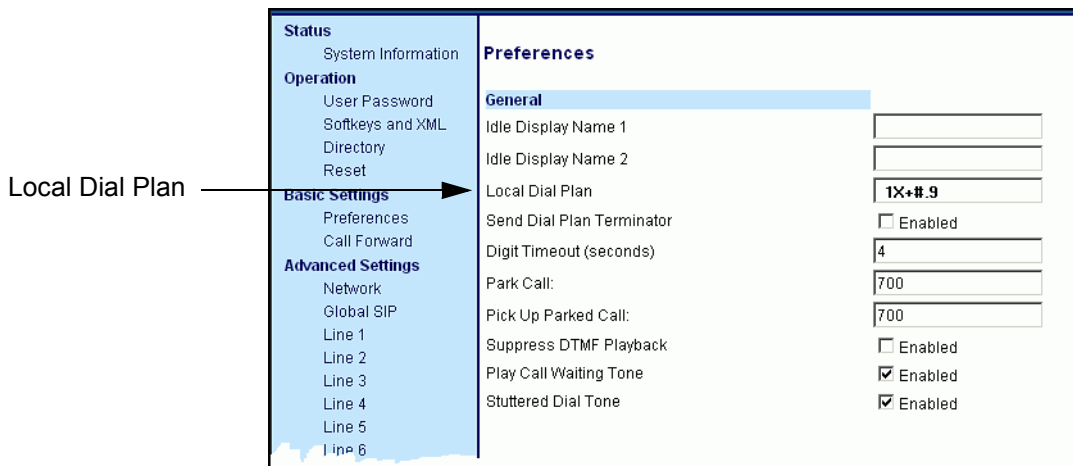 Local Dial Plan
Status
System Information
Operation
User Password
Softkeys and XML
Directory
Reset
Basic Settings
Preferences
Call Forward
Advanced Settings
Network
Global SIP
Line 1
Line 2
Line 3
Line 4
Line 5
Line 6
Preferences
General
Idle Display Name 1
Idle Display Name 2
Local Dial Plan 1X+#.9
Send Dial Plan Terminator Enabled
Digit Timeout (seconds) 4
Park Call: 700
Pick Up Parked Call: 700
Suppress DTMF Playback Enabled
Play Call Waiting Tone Enabled
Stuttered Dial Tone Enabled